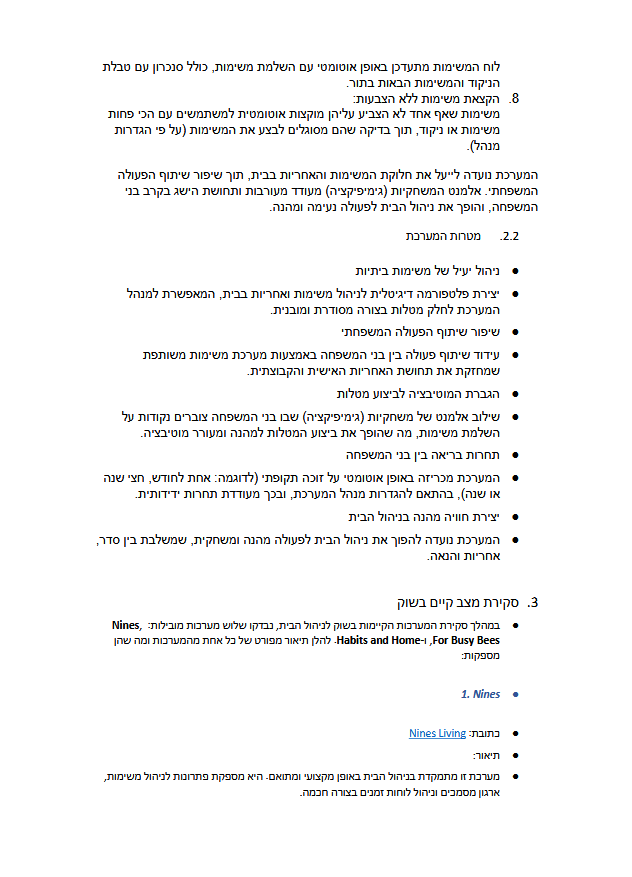 לוח המשימות מתעדכן באופן אוטומטי עם השלמת משימות, כולל סנכרון עם טבלת
הניקוד והמשימות הבאות בתור.
8. הקצאת משימות ללא הצבעות:
משימות שאף אחד לא הצביע עליהן מוקצות אוטומטית למשתמשים עם הכי פחות
משימות או ניקוד, תוך בדיקה שהם מסוגלים לבצע את המשימות (על פי הגדרות
מנהל).
המערכת נועדה לייעל את חלוקת המשימות והאחריות בבית, תוך שיפור שיתוף הפעולה
המשפחתי. אלמנט המשחקיות (גימיפיקציה) מעודד מעורבות ותחושת הישג בקרב בני
המשפחה, והופך את ניהול הבית לפעולה נעימה ומהנה.
2.2. מטרות המערכת
● ניהול יעיל של משימות ביתיות
● יצירת פלטפורמה דיגיטלית לניהול משימות ואחריות בבית, המאפשרת למנהל
המערכת לחלק מטלות בצורה מסודרת ומובנית.
● שיפור שיתוף הפעולה המשפחתי
● עידוד שיתוף פעולה בין בני המשפחה באמצעות מערכת משימות משותפת
שמחזקת את תחושת האחריות האישית והקבוצתית.
● הגברת המוטיבציה לביצוע מטלות
● שילוב אלמנט של משחקיות (גימיפיקציה) שבו בני המשפחה צוברים נקודות על
השלמת משימות, מה שהופך את ביצוע המטלות למהנה ומעורר מוטיבציה.
● תחרות בריאה בין בני המשפחה
● המערכת מכריזה באופן אוטומטי על זוכה תקופתי (לדוגמה: אחת לחודש, חצי שנה
או שנה), בהתאם להגדרות מנהל המערכת, ובכך מעודדת תחרות ידידותית.
● יצירת חוויה מהנה בניהול הבית
● המערכת נועדה להפוך את ניהול הבית לפעולה מהנה ומשחקית, שמשלבת בין סדר,
אחריות והנאה.
3. סקירת מצב קיים בשוק
● במהלך סקירת המערכות הקיימות בשוק לניהול הבית, נבדקו שלוש מערכות מובילות: Nines,
For Busy Bees, ו-Habits and Home. להלן תיאור מפורט של כל אחת מהמערכות ומה שהן
מספקות:
● 1. Nines
● כתובת: Nines Living
● תיאור:
● מערכת זו מתמקדת בניהול הבית באופן מקצועי ומתואם. היא מספקת פתרונות לניהול משימות,
ארגון מסמכים וניהול לוחות זמנים בצורה חכמה.